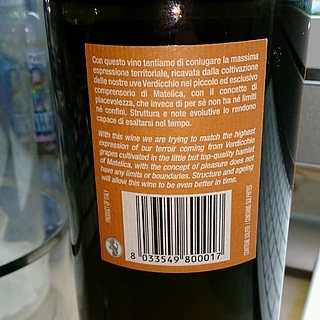 Con questo vino tentiamo di coniugare la massima
espressione territoriale, ricavata dalla coltivazione
delle nostre uve Verdicchio nel piccolo ed esclusivo
comprensorio di Matelica, con il concetto di
piacevolezza, che invece di per sé non ha né limiti
né confini. Struttura e note evolutive lo rendono
capace di esaltarsi nel tempo.
With this wine we are trying to match the highest
expression of our terroir coming from Verdicchio
grapes cultivated in the little but top-quality hamlet
of Matelica, with the concept of pleasure does not
have any limits or boundaries. Structure and ageing
will allow this wine to be even better in time.
PRODUCT OF ITALY
8 033549 800017
CONTAINS SULPHITES